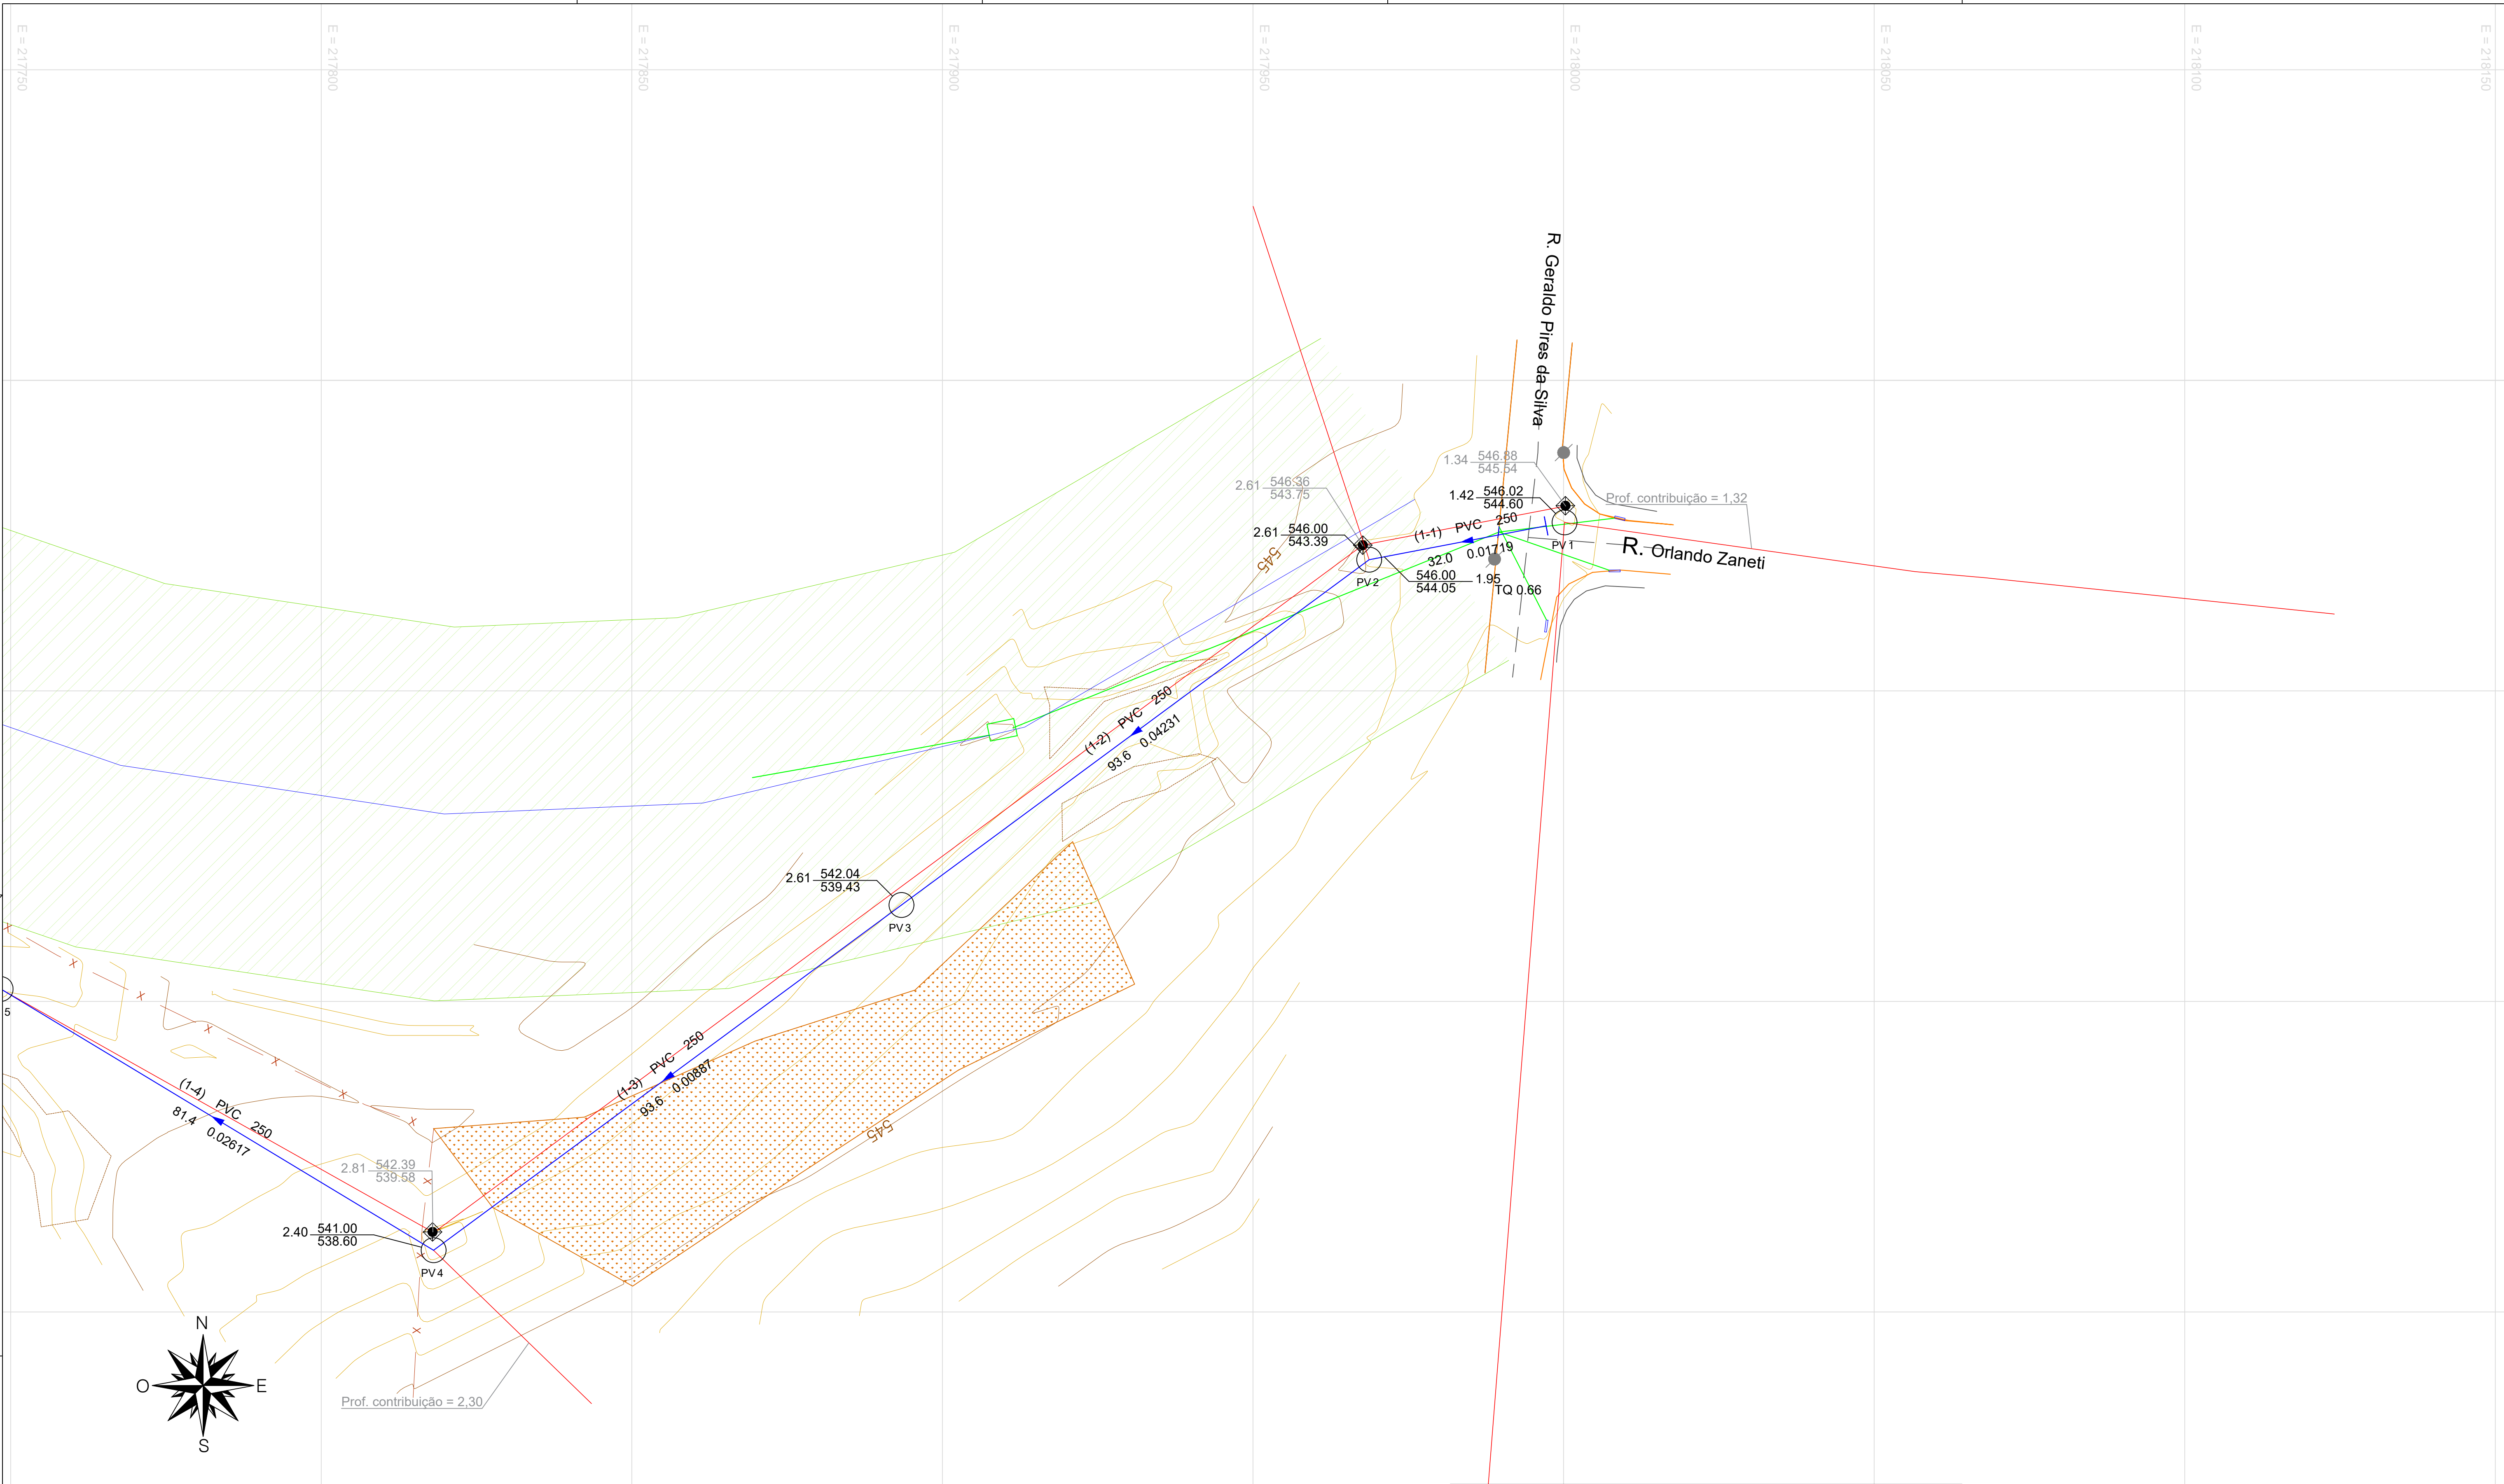 E = 217750
E = 217800
E = 217850
E = 217900
E = 217950
E = 218000
E = 218050
E = 218100
E = 218150
R. Geraldo Pires da Silva
1.34 546.88
545.54
2.61 546.36
543.75
1.42 546.02
544.60
Prof. contribuição = 1,32
(1-1) PVC 250
32.0 0.01719
PV 1
R. Orlando Zaneti
2.61 546.00
543.39
545
PV 2
546.00 1.95
544.05
TQ 0.66
(1-2) PVC 250
93.6 0.04231
2.61 542.04
539.43
PV 3
X
X
X
X
X
X
X
5
(1-3) PVC 250
93.6 0.00887
(1-4) PVC 250
81.4 0.02617
545
2.81 542.39
539.58
X
2.40 541.00
538.60
X
PV 4
X
N
O
E
S
Prof. contribuição = 2,30